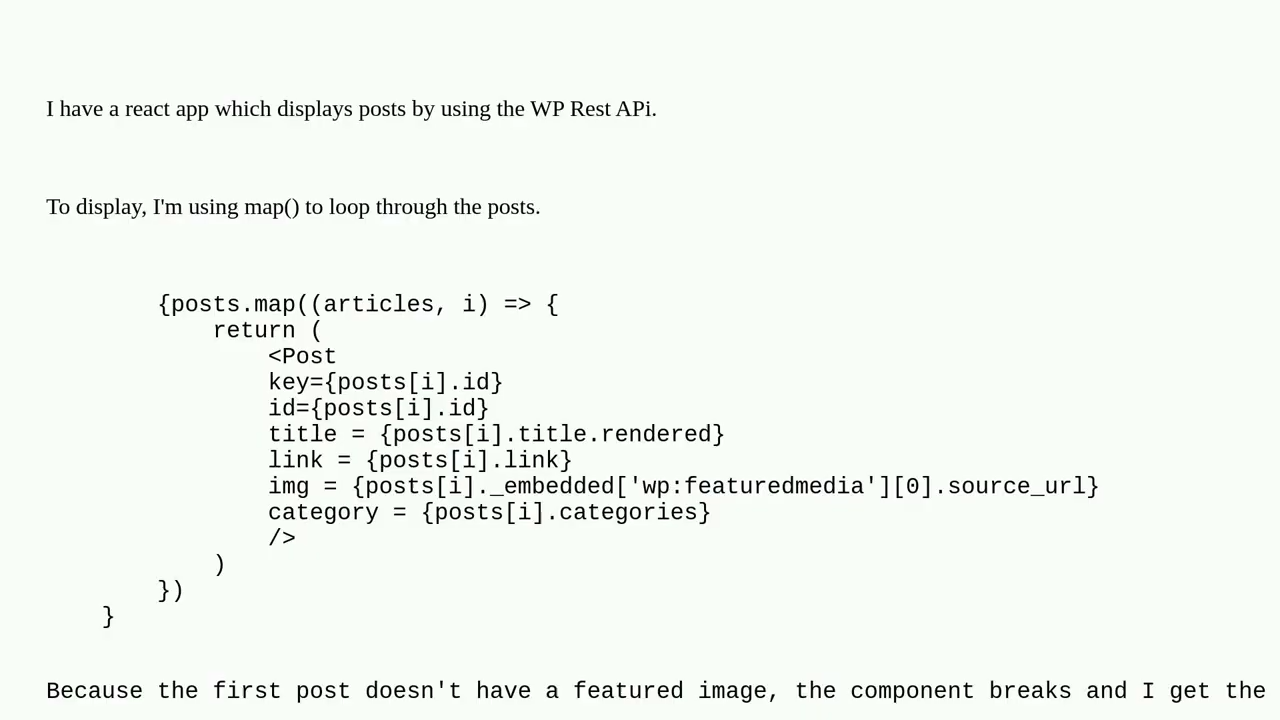 I have a react app which displays posts by using the WP Rest APi.
To display, I'm using map() to loop through the posts.
{posts.map((articles, i) => {
return (
<Post
key={posts[i].id}
id={posts[i].id}
title = {posts[i].title.rendered}
link = {posts[i].link}
img = {posts[i]._embedded['wp:featuredmedia'][0].source_url}
category = {posts[i].categories}
/>
)
})
}
Because the first post doesn't have a featured image, the component breaks and I get the